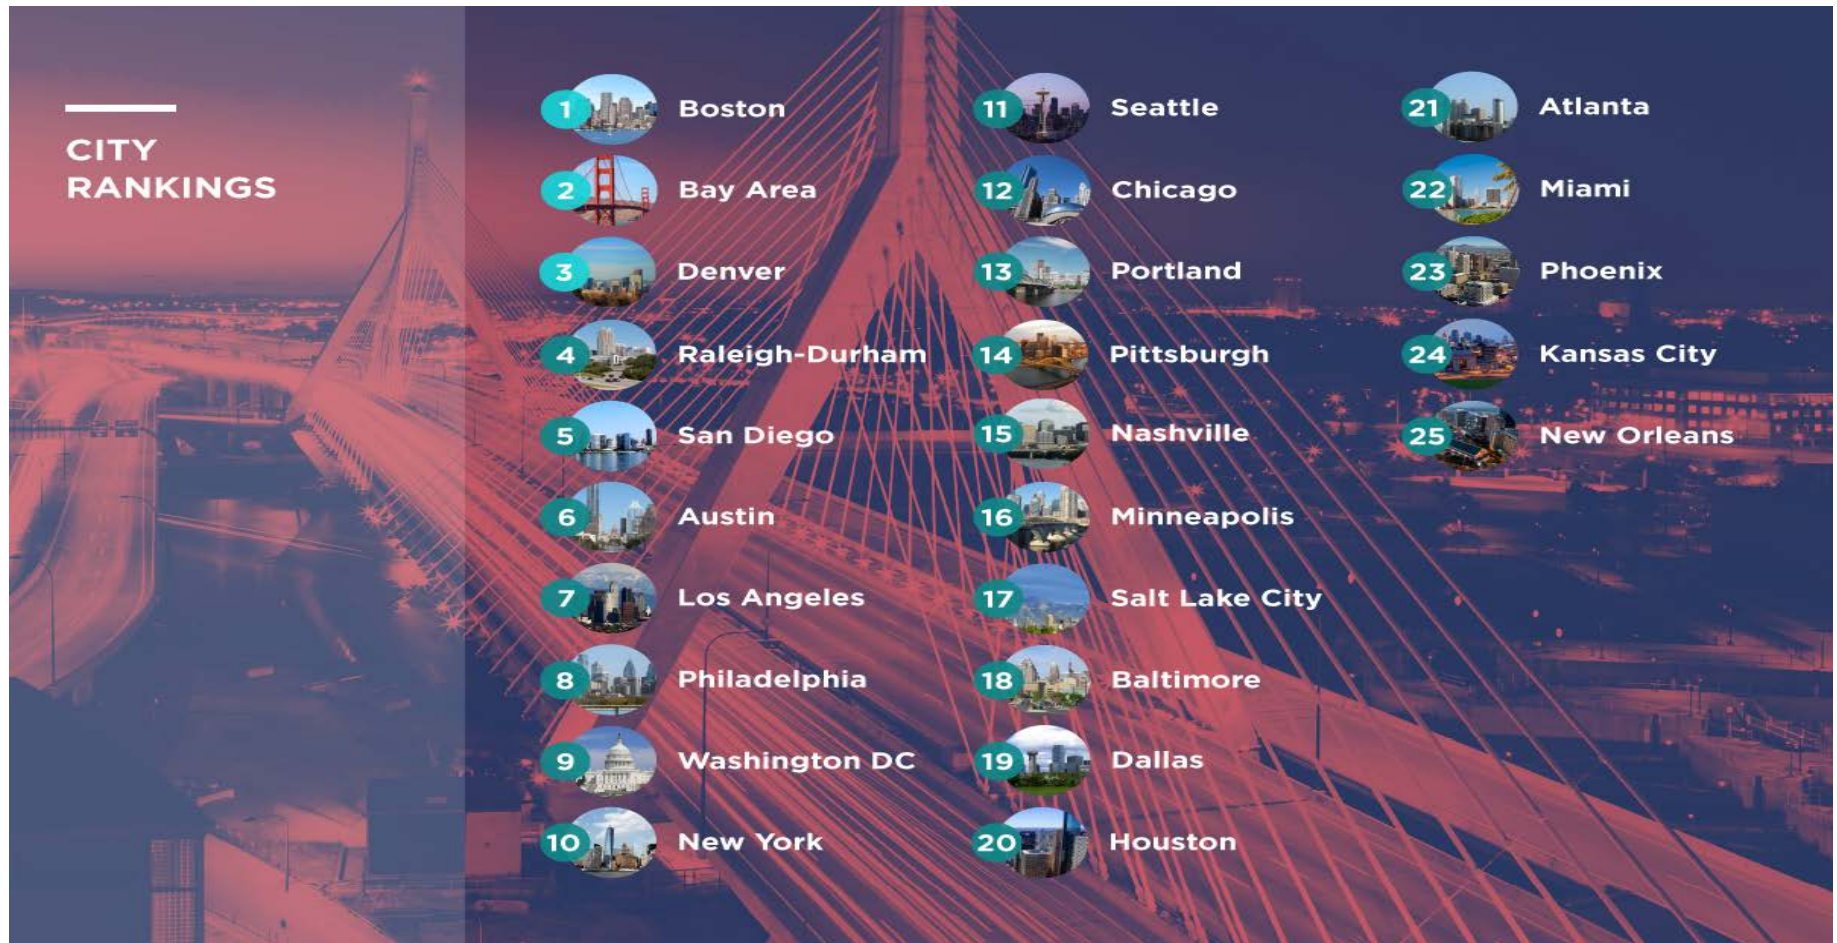 CITY
RANKINGS
1 Boston
2 Bay Area
3 Denver
4 Raleigh-Durham
5 San Diego
6 Austin
7 Los Angeles
8 Philadelphia
9 Washington DC
10 New York
11 Seattle
12 Chicago
13 Portland
14 Pittsburgh
15 Nashville
16 Minneapolis
17 Salt Lake City
18 Baltimore
19 Dallas
20 Houston
21 Atlanta
22 Miami
23 Phoenix
24 Kansas City
25 New Orleans